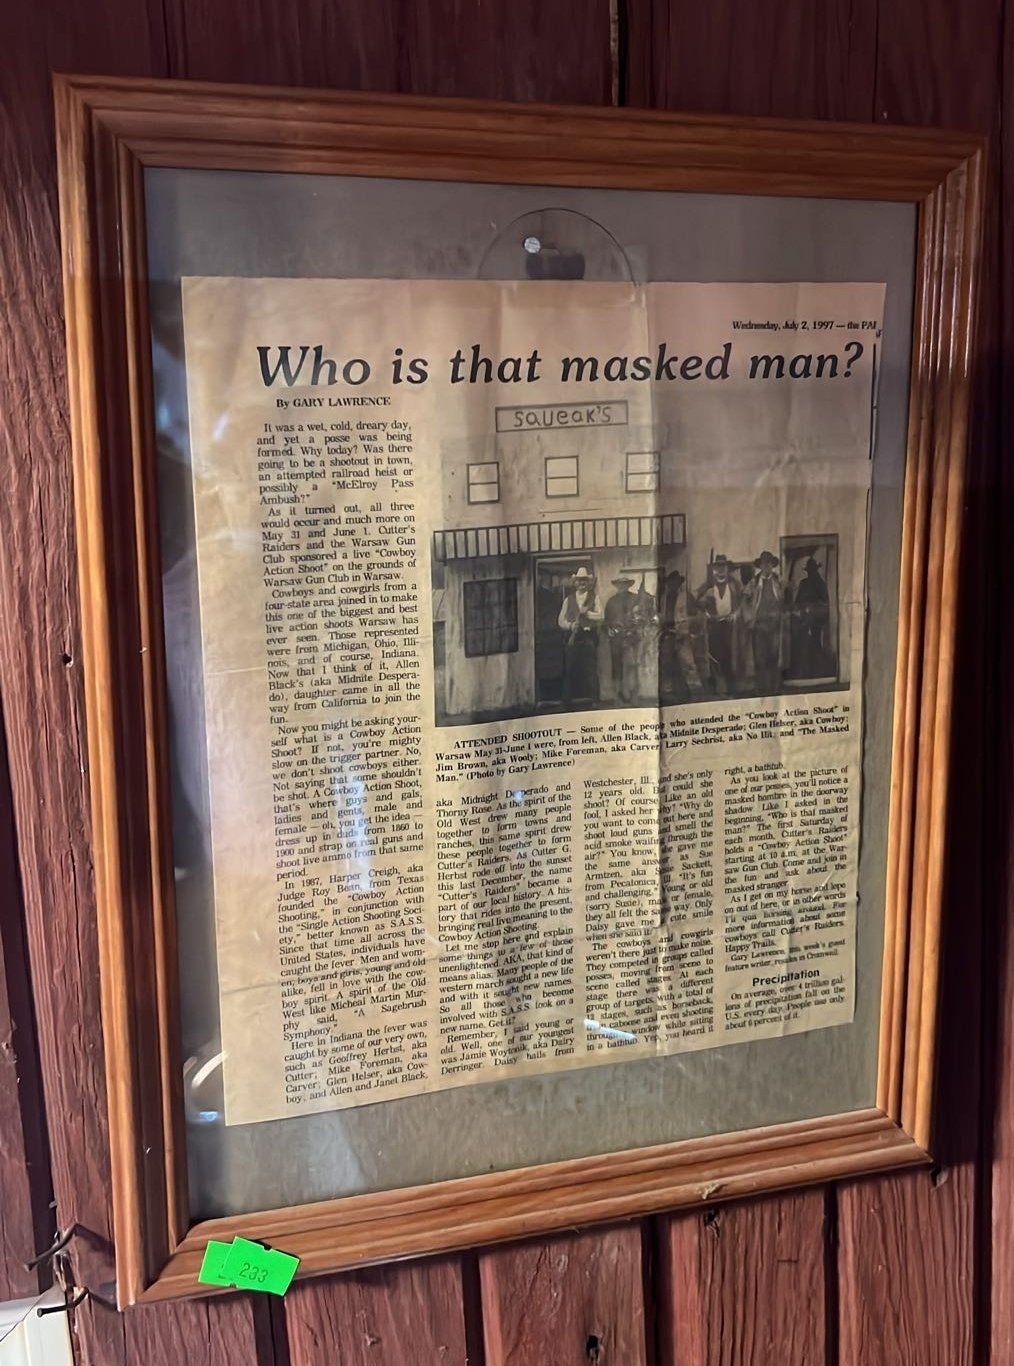 Wednesday, July 2, 1997 — the PA
Who is that masked man?
By GARY LAWRENCE
It was a wet, cold, dreary day,
and yet a posse was being
formed. Why today? Was there
going to be a shootout in town,
an attempted railroad heist or
possibly a "McElroy Pass
Ambush?"
As it turned out, all three
would occur and much more on
May 31 and June 1. Cutter's
Raiders and the Warsaw Gun
Club sponsored a live "Cowboy
Action Shoot" on the grounds of
Warsaw Gun Club in Warsaw.
Cowboys and cowgirls from a
four-state area joined in to make
this one of the biggest and best
live action shoots Warsaw has
ever seen. Those represented
were from Michigan, Ohio, Illi-
nois, and of course, Indiana.
Now that I think of it, Allen
Black's (aka Midnite Despera-
do), daughter came in all the
way from California to join the
fun.
Now you might be asking your-
self what is a Cowboy Action
Shoot? If not, you're mighty
slow on the trigger partner. No,
we don't shoot cowboys either.
Not saying that some shouldn't
be shot. A Cowboy Action Shoot,
that's where guys and gals,
ladies and gents, male and
female — oh, you get the idea —
dress up in duds from 1860 to
1900 and strap on real guns and
shoot live ammo from that same
period.
In 1987, Harper Creigh, aka
Judge Roy Bean, from Texas
founded the "Cowboy Action
Shooting," in conjunction with
the "Single Action Shooting Soci-
ety," better known as S.A.S.S.
Since that time all across the
United States, individuals have
caught the fever. Men and wom-
en, boys and girls, young and old
alike, fell in love with the cow-
boy spirit. A spirit of the Old
West like Micheal Martin Mur-
phy said, "A Sagebrush
Symphony."
Here in Indiana the fever was
caught by some of our very own,
such as Geoffrey Herbst, aka
Cutter; Mike Foreman, aka
Carver; Glen Helser, aka Cow-
boy; and Allen and Janet Black,
SQUEAK'S
ATTENDED SHOOTOUT — Some of the people who attended the "Cowboy Action Shoot" in
Warsaw May 31-June 1 were, from left, Allen Black, aka Midnite Desperado; Glen Helser, aka Cowboy;
Jim Brown, aka Wooly; Mike Foreman, aka Carver; Larry Sechrist, aka No Hit; and "The Masked
Man." (Photo by Gary Lawrence)
aka Midnight Desperado and
Thorny Rose. As the spirit of the
Old West drew many people
together to form towns and
ranches, this same spirit drew
these people together to form
Cutter's Raiders. As Cutter G.
Herbst rode off into the sunset
this last December, the name
"Cutter's Raiders" became a
part of our local history. A his-
tory that rides into the present,
bringing real live meaning to the
Cowboy Action Shooting.
Let me stop here and explain
some things to a few of those
unenlightened. AKA, that kind of
means alias. Many people of the
western march sought a new life
and with it sought new names.
So all those who become
involved with S.A.S.S. took on a
new name. Get it?
Remember, I said young or
old. Well, one of our youngest
was Jamie Woytonik, aka Dairy
Derringer. Daisy hails from
Westchester, Ill., and she's only
12 years old. But could she
shoot? Of course! Like an old
fool, I asked her why? "Why do
you want to come out here and
shoot loud guns and smell the
acid smoke waifing through the
air?" You know, she gave me
the same answer as Sue
Armtzen, aka Susie Sackett,
from Pecatonica, Ill. "It's fun
and challenging." Young or old
(sorry Susie), male or female,
they all felt the same way. Only
Daisy gave me a cute smile
when she said it.
The cowboys and cowgirls
weren't there just to make noise.
They competed in groups called
posses, moving from scene to
scene called stages. At each
stage there was a different
group of targets, with a total of
stages, such as horseback,
in caboose and even shooting
through window while sitting
in a bathtub. Yep, you heard it
right, a bathtub.
As you look at the picture of
one of our posses, you'll notice a
masked hombre in the doorway
shadow. Like I asked in the
beginning, "Who is that masked
man?" The first Saturday of
each month, Cutter's Raiders
holds a "Cowboy Action Shoot"
starting at 10 a.m. at the War-
saw Gun Club. Come and join in
the fun and ask about the
masked stranger.
As I get on my horse and lope
on out of here, or in other words
I'll quit horsing around. For
more information about some
cowboys call Cutter's Raiders.
Happy Trails.
Gary Lawrence, this week's guest
feature writer, resides in Cromwell.
Precipitation
On average, over 4 trillion gal-
lons of precipitation fall on the
U.S. every day. People use only
about 6 percent of it.
233